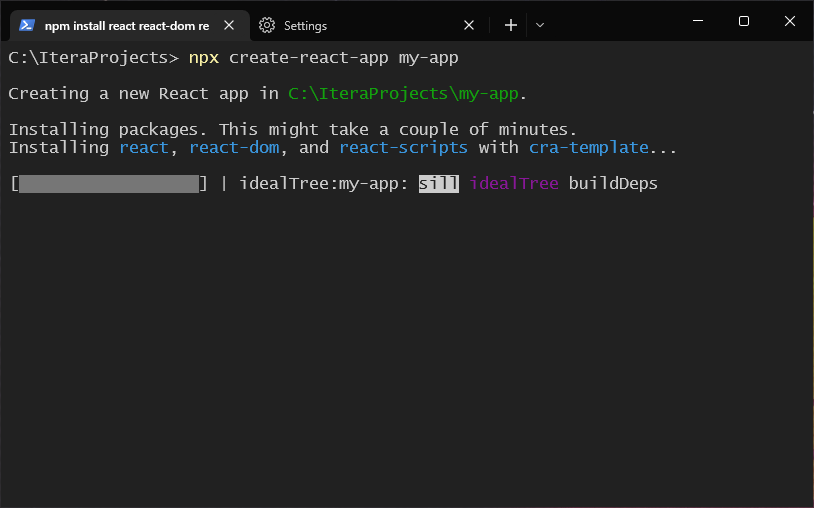 npm install react react-dom re
Settings
C:\IteraProjects> npx create-react-app my-app
Creating a new React app in C:\IteraProjects\my-app.
Installing packages. This might take a couple of minutes.
Installing react, react-dom, and react-scripts with cra-template...
[                  ] | idealTree:my-app: sill idealTree buildDeps